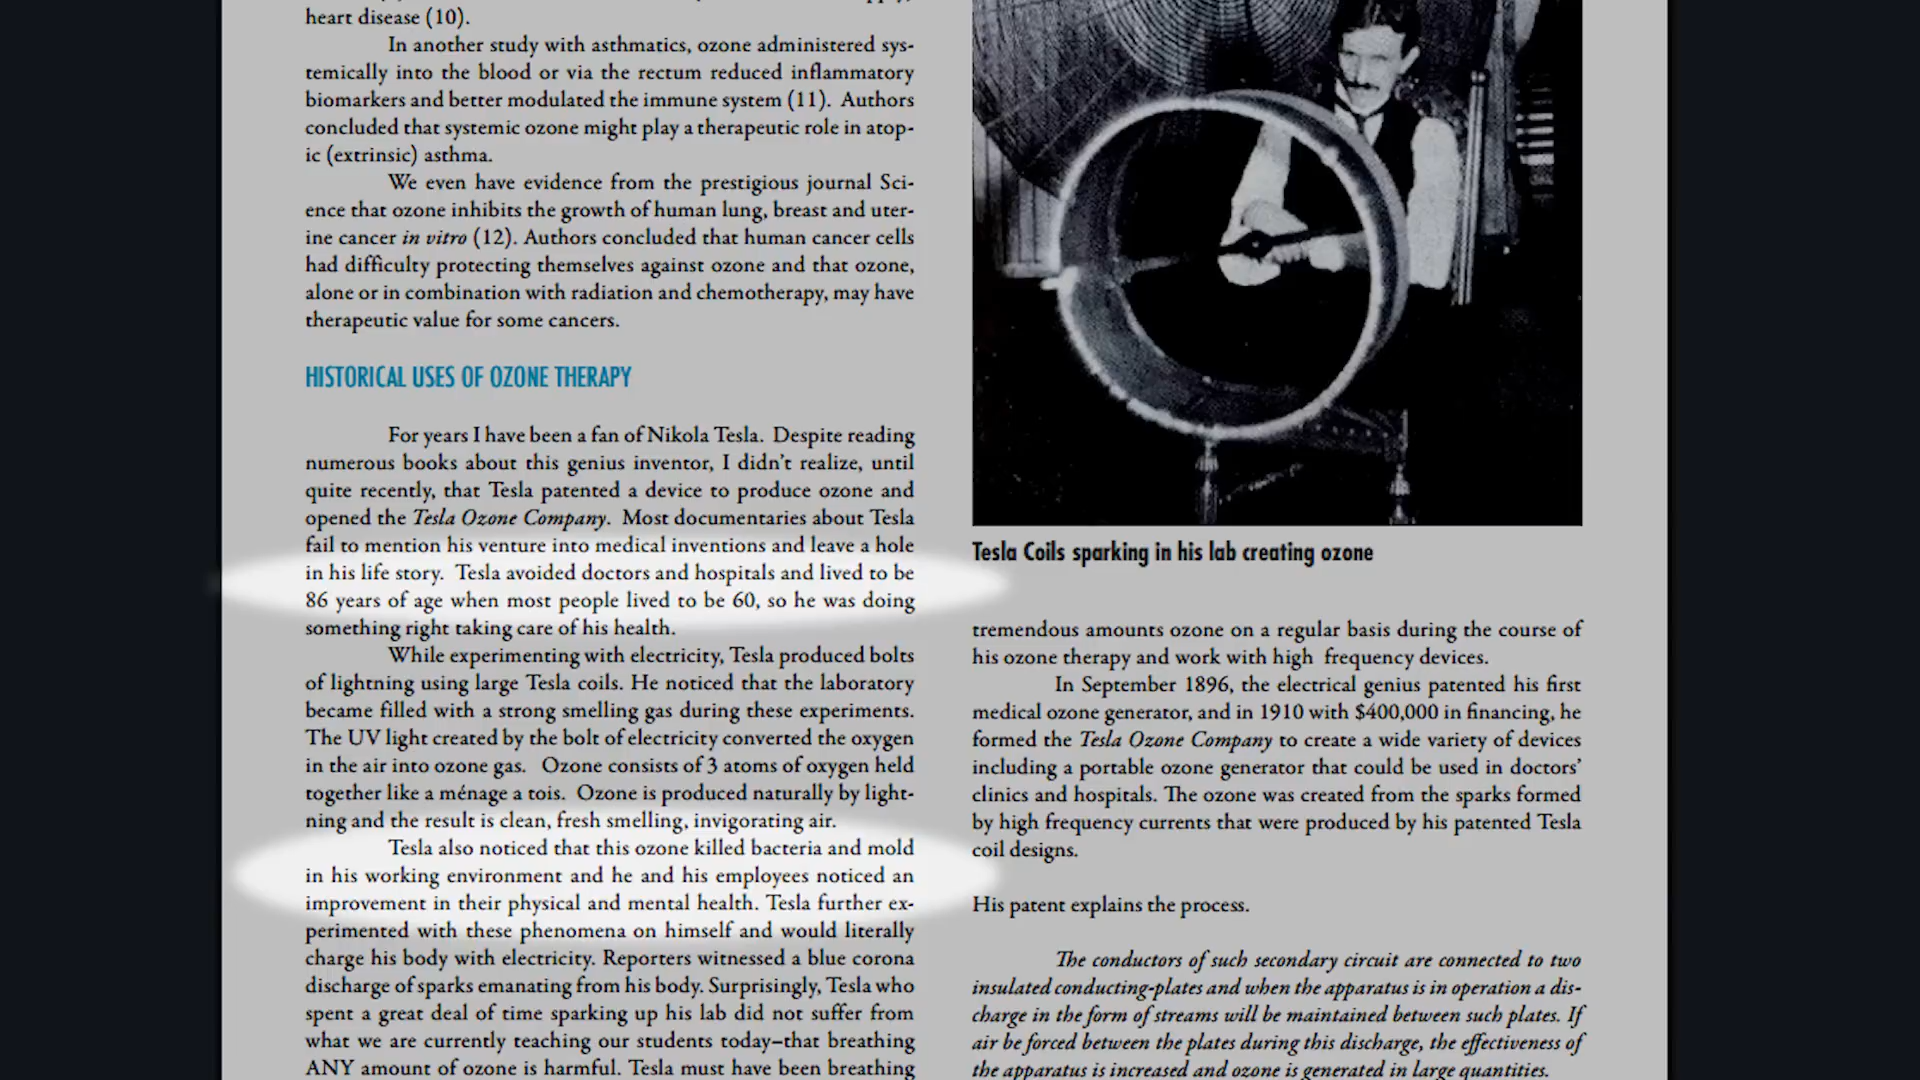 heart disease (10).
In another study with asthmatics, ozone administered sys-
temically into the blood or via the rectum reduced inflammatory
biomarkers and better modulated the immune system (11). Authors
concluded that systemic ozone might play a therapeutic role in atop-
ic (extrinsic) asthma.
We even have evidence from the prestigious journal Sci-
ence that ozone inhibits the growth of human lung, breast and uter-
ine cancer in vitro (12). Authors concluded that human cancer cells
had difficulty protecting themselves against ozone and that ozone,
alone or in combination with radiation and chemotherapy, may have
therapeutic value for some cancers.
HISTORICAL USES OF OZONE THERAPY
For years I have been a fan of Nikola Tesla. Despite reading
numerous books about this genius inventor, I didn't realize, until
quite recently, that Tesla patented a device to produce ozone and
opened the Tesla Ozone Company. Most documentaries about Tesla
fail to mention his venture into medical inventions and leave a hole
in his life story. Tesla avoided doctors and hospitals and lived to be
86 years of age when most people lived to be 60, so he was doing
something right taking care of his health.
While experimenting with electricity, Tesla produced bolts
of lightning using large Tesla coils. He noticed that the laboratory
became filled with a strong smelling gas during these experiments.
The UV light created by the bolt of electricity converted the oxygen
in the air into ozone gas. Ozone consists of 3 atoms of oxygen held
together like a ménage a tois. Ozone is produced naturally by light-
ning and the result is clean, fresh smelling, invigorating air.
Tesla also noticed that this ozone killed bacteria and mold
in his working environment and he and his employees noticed an
improvement in their physical and mental health. Tesla further ex-
perimented with these phenomena on himself and would literally
charge his body with electricity. Reporters witnessed a blue corona
discharge of sparks emanating from his body. Surprisingly, Tesla who
spent a great deal of time sparking up his lab did not suffer from
what we are currently teaching our students today–that breathing
ANY amount of ozone is harmful. Tesla must have been breathing
Tesla Coils sparking in his lab creating ozone
tremendous amounts ozone on a regular basis during the course of
his ozone therapy and work with high frequency devices.
In September 1896, the electrical genius patented his first
medical ozone generator, and in 1910 with $400,000 in financing, he
formed the Tesla Ozone Company to create a wide variety of devices
including a portable ozone generator that could be used in doctors'
clinics and hospitals. The ozone was created from the sparks formed
by high frequency currents that were produced by his patented Tesla
coil designs.
His patent explains the process.
The conductors of such secondary circuit are connected to two
insulated conducting-plates and when the apparatus is in operation a dis-
charge in the form of streams will be maintained between such plates. If
air be forced between the plates during this discharge, the effectiveness of
the apparatus is increased and ozone is generated in large quantities.